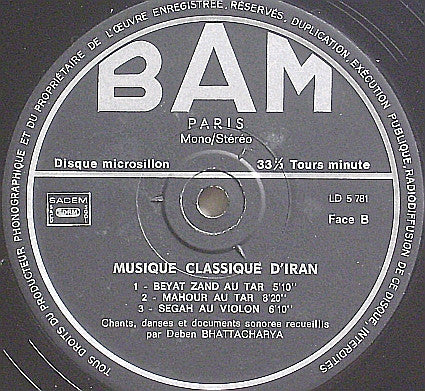 TOUS DROITS DU PRODUCTEUR PHONOGRAPHIQUE ET DU PROPRIÉTAIRE DE L'ŒUVRE ENREGISTRÉE, RÉSERVÉS, DUPLICATION, EXÉCUTION PUBLIQUE, RADIODIFFUSION DE CE DISQUE, INTERDITES
BAM
PARIS
Mono/Stéréo
Disque microsillon 33⅓ Tours minute
SACEM
SDRM
LD 5 781
Face B
MUSIQUE CLASSIQUE D'IRAN
1 - BEYAT ZAND AU TAR 5'10''
2 - MAHOUR AU TAR 8'20''
3 - SEGAH AU VIOLON 6'10''
Chants, danses et documents sonores recueillis
par Deben BHATTACHARYA